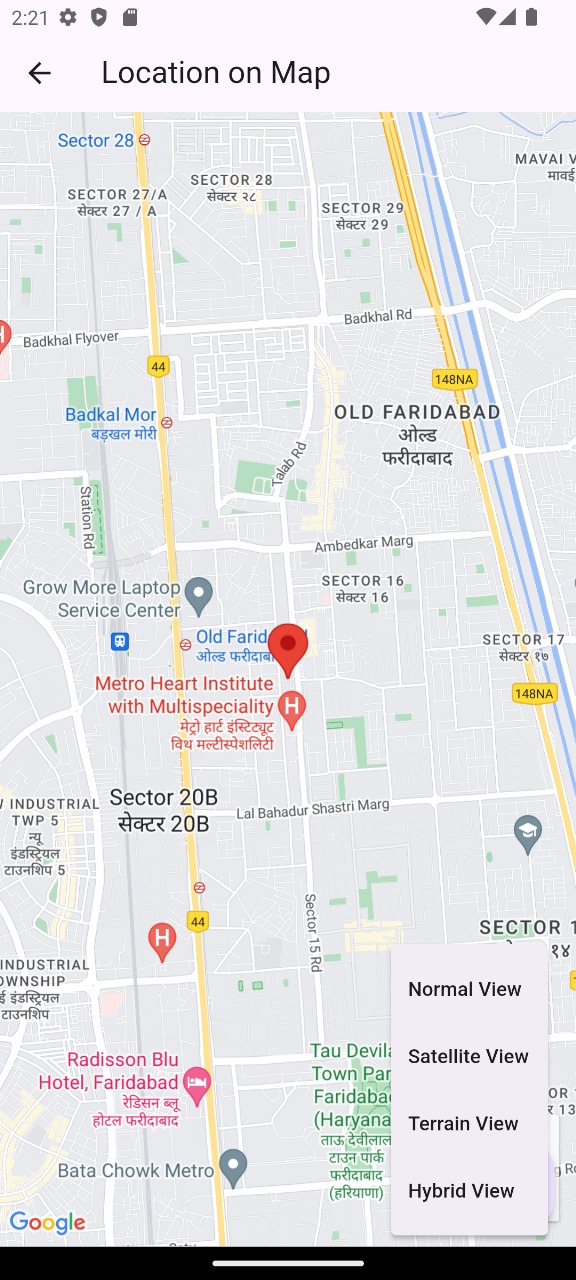 2:21
Location on Map
Sector 28
SECTOR 27/A
सेक्टर 27 / A
SECTOR 28
सेक्टर २८
SECTOR 29
सेक्टर 29
MAVAI V
मावई
Badkhal Rd
Badkhal Flyover
44
148NA
Badkal Mor
बड़खल मोरी
OLD FARIDABAD
ओल्ड
फरीदाबाद
Talab Rd
Station Rd
Ambedkar Marg
SECTOR 16
सेक्टर 16
Grow More Laptop
Service Center
Old Farid
ओल्ड फरीदाब
SECTOR 17
सेक्टर १७
Metro Heart Institute
with Multispeciality
मेट्रो हार्ट इंस्टिट्यूट
विथ मल्टीस्पेशलिटी
H
148NA
Sector 20B
सेक्टर 20B
INDUSTRIAL
TWP 5
न्यू
इंडस्ट्रियल
टाउनशिप 5
Lal Bahadur Shastri Marg
44
H
Sector 15 Rd
SECTOR 1
१४
INDUSTRIAL
OWNSHIP
ई इंडस्ट्रियल
टाउनशिप
Normal View
Satellite View
Terrain View
Hybrid View
Tau Devila
Town Par
Faridabad
(Haryana
ताऊ देवीलाल
टाउन पार्क
फरीदाबाद
(हरियाणा)
Radisson Blu
Hotel, Faridabad
रेडिसन ब्लू
होटल फरीदाबाद
Bata Chowk Metro
Google